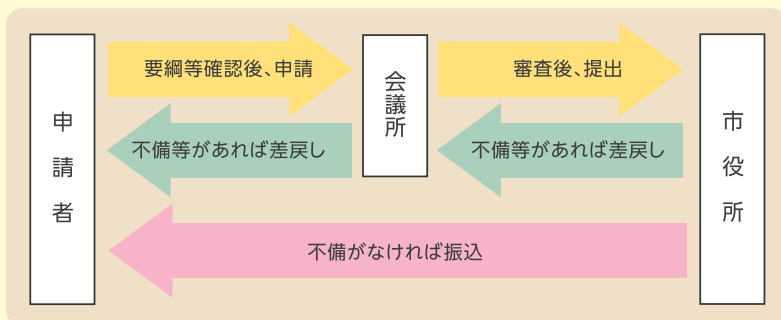 申請者
要綱等確認後、申請
会議所
審査後、提出
市役所
不備等があれば差戻し
不備等があれば差戻し
不備がなければ振込